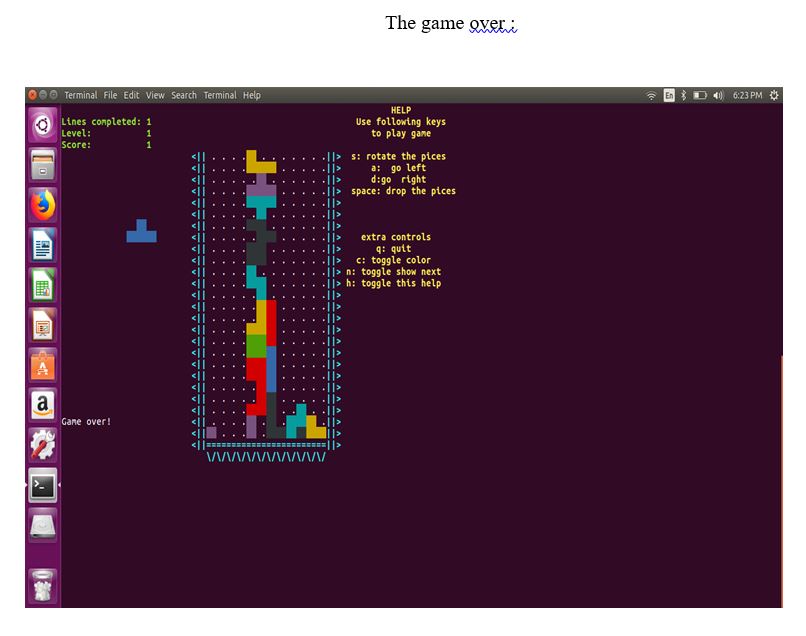 The game over :
Terminal File Edit View Search Terminal Help
En 6:23 PM
Lines completed: 1
Level: 1
Score: 1
HELP
Use following keys
to play game
s: rotate the pices
a: go left
d:go right
space: drop the pices
extra controls
q: quit
c: toggle color
n: toggle show next
h: toggle this help
Game over!